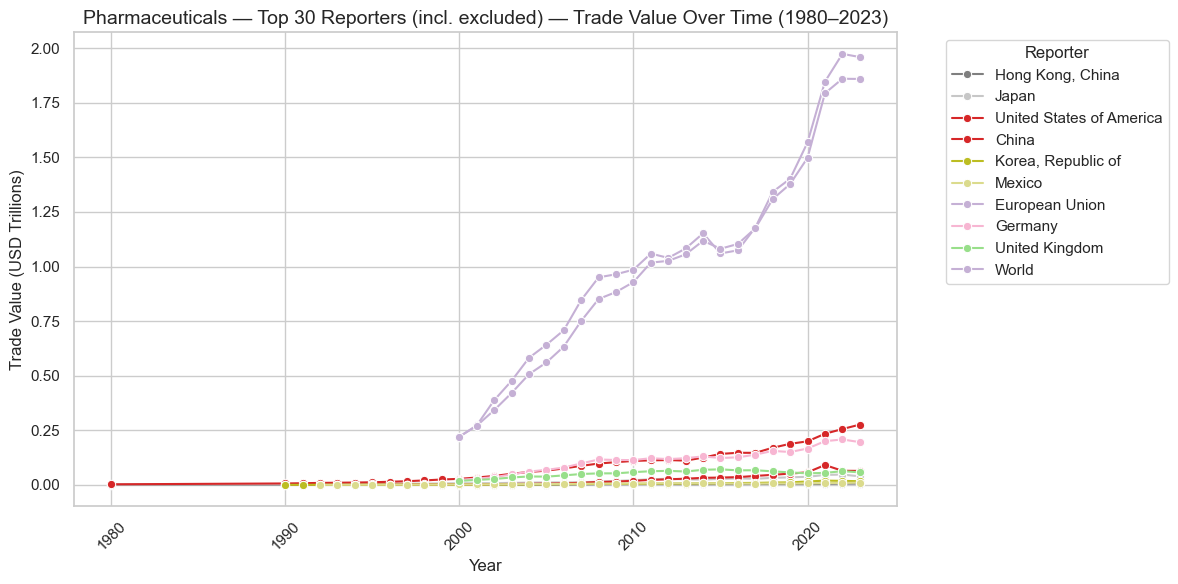 Pharmaceuticals — Top 30 Reporters (incl. excluded) — Trade Value Over Time (1980–2023)
Trade Value (USD Trillions)
2.00
1.75
1.50
1.25
1.00
0.75
0.50
0.25
0.00
1980
1990
2000
2010
2020
Year
Reporter
Hong Kong, China
Japan
United States of America
China
Korea, Republic of
Mexico
European Union
Germany
United Kingdom
World